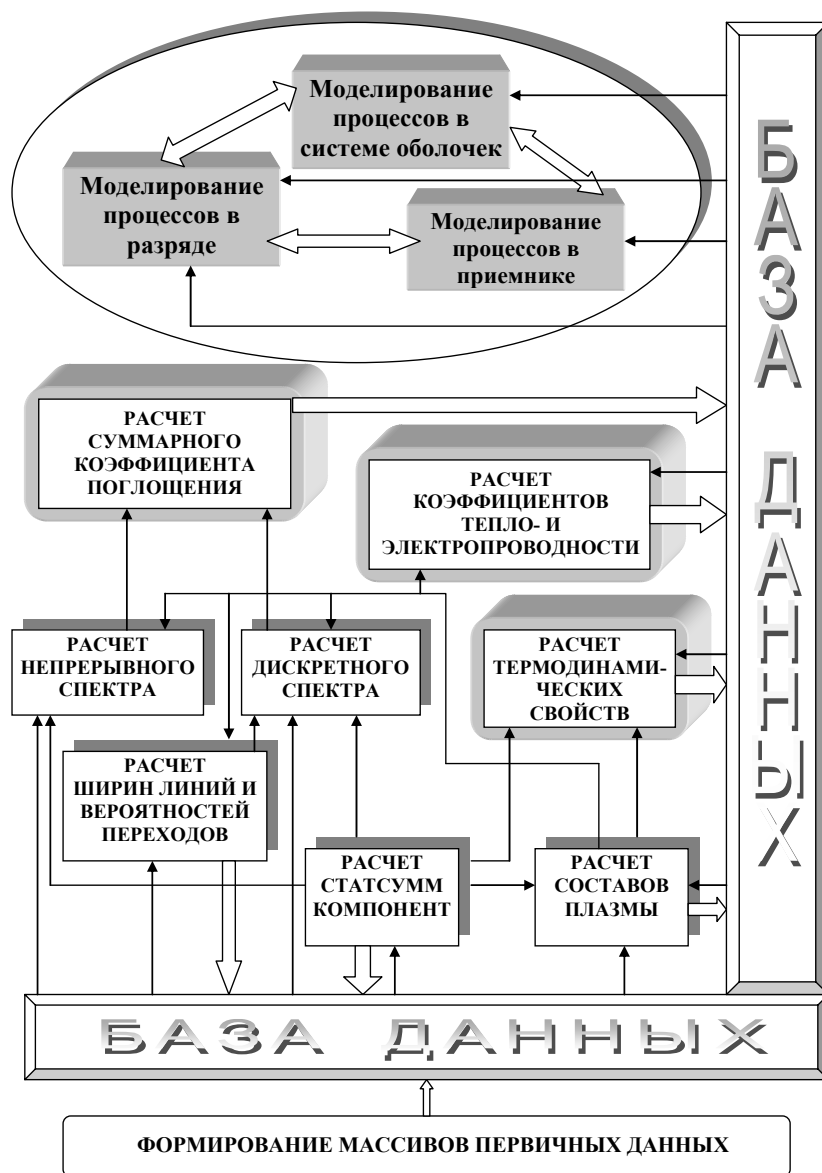 Моделирование
процессов в
системе оболочек
Моделирование
процессов в
разряде
Моделирование
процессов в
приемнике
БАЗА ДАННЫХ
РАСЧЕТ
СУММАРНОГО
КОЭФФИЦИЕНТА
ПОГЛОЩЕНИЯ
РАСЧЕТ
КОЭФФИЦИЕНТОВ
ТЕПЛО- И
ЭЛЕКТРОПРОВОДНОСТИ
РАСЧЕТ
НЕПРЕРЫВНОГО
СПЕКТРА
РАСЧЕТ
ДИСКРЕТНОГО
СПЕКТРА
РАСЧЕТ
ТЕРМОДИНАМИ-
ЧЕСКИХ
СВОЙСТВ
РАСЧЕТ
ШИРИН ЛИНИЙ И
ВЕРОЯТНОСТЕЙ
ПЕРЕХОДОВ
РАСЧЕТ
СТАТСУММ
КОМПОНЕНТ
РАСЧЕТ
СОСТАВОВ
ПЛАЗМЫ
БАЗА ДАННЫХ
ФОРМИРОВАНИЕ МАССИВОВ ПЕРВИЧНЫХ ДАННЫХ